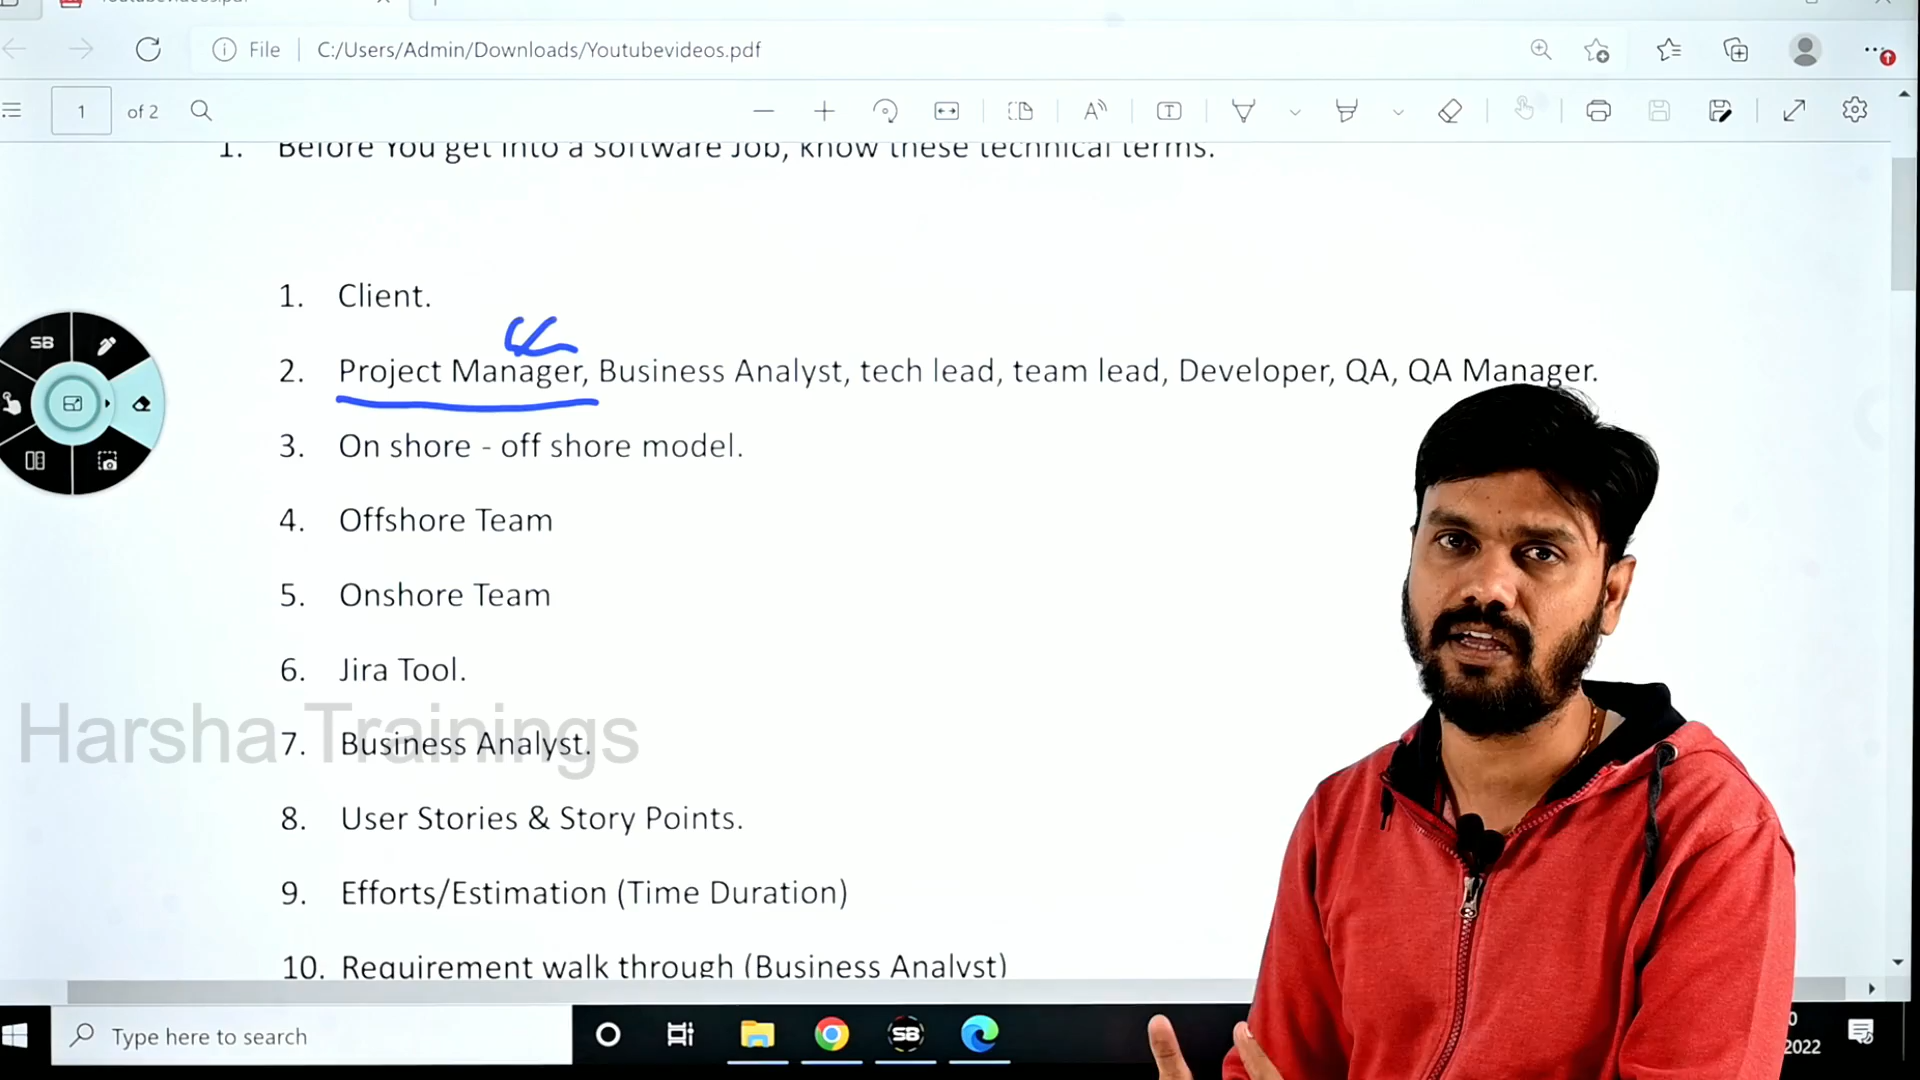 Youtubevideos.pdf
File
C:/Users/Admin/Downloads/Youtubevideos.pdf
1 of 2
1. Before You get into a software Job, know these technical terms.
1. Client.
2. Project Manager, Business Analyst, tech lead, team lead, Developer, QA, QA Manager.
3. On shore - off shore model.
4. Offshore Team
5. Onshore Team
6. Jira Tool.
7. Business Analyst.
8. User Stories & Story Points.
9. Efforts/Estimation (Time Duration)
10. Requirement walk through (Business Analyst)
SB
Harsha Trainings
Type here to search
SB
2022